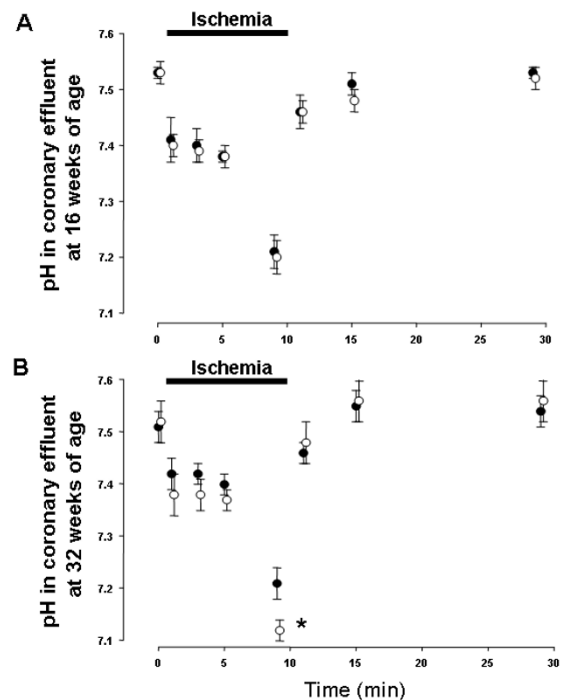 A
Ischemia
pH in coronary effluent
at 16 weeks of age
7.6
7.5
7.4
7.3
7.2
7.1
0 5 10 15 20 25 30
B
Ischemia
pH in coronary effluent
at 32 weeks of age
7.6
7.5
7.4
7.3
7.2
7.1
*
0 5 10 15 20 25 30
Time (min)